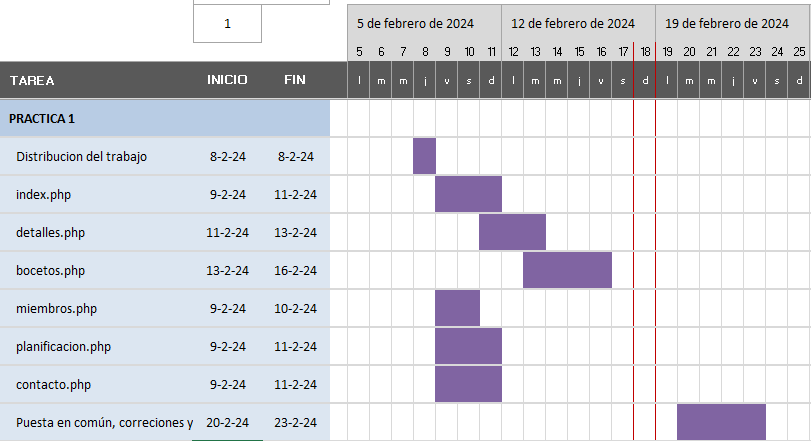 1
5 de febrero de 2024 12 de febrero de 2024 19 de febrero de 2024
5 6 7 8 9 10 11 12 13 14 15 16 17 18 19 20 21 22 23 24 25
TAREA INICIO FIN l m m j v s d l m m j v s d l m m j v s d
PRACTICA 1
Distribucion del trabajo 8-2-24 8-2-24
index.php 9-2-24 11-2-24
detalles.php 11-2-24 13-2-24
bocetos.php 13-2-24 16-2-24
miembros.php 9-2-24 10-2-24
planificacion.php 9-2-24 11-2-24
contacto.php 9-2-24 11-2-24
Puesta en común, correciones y 20-2-24 23-2-24